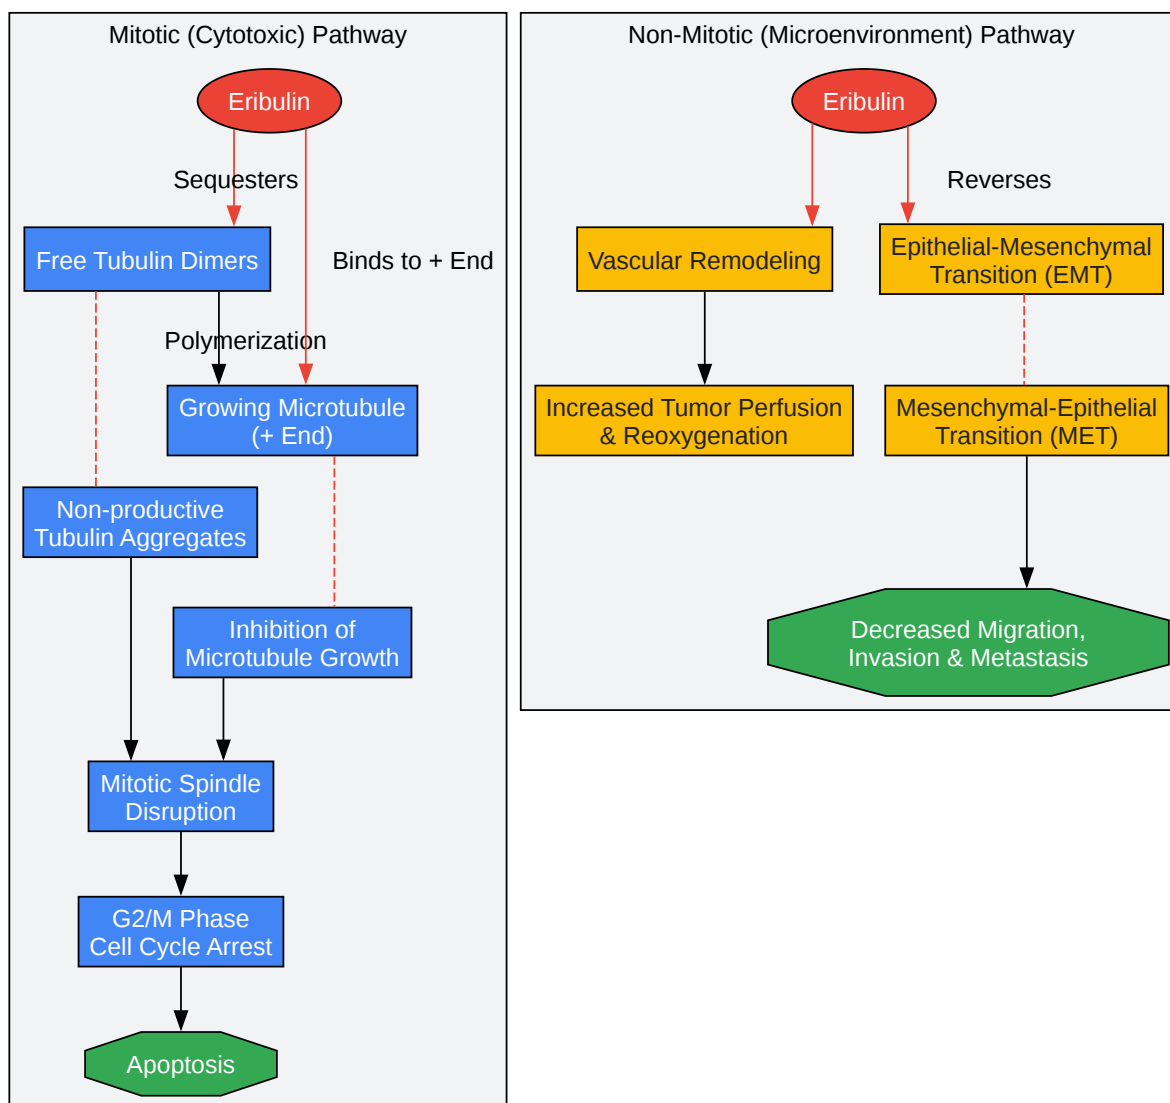 Mitotic (Cytotoxic) Pathway
Eribulin
Sequesters
Free Tubulin Dimers
Binds to + End
Polymerization
Growing Microtubule
(+ End)
Non-productive
Tubulin Aggregates
Inhibition of
Microtubule Growth
Mitotic Spindle
Disruption
G2/M Phase
Cell Cycle Arrest
Apoptosis
Non-Mitotic (Microenvironment) Pathway
Eribulin
Reverses
Vascular Remodeling
Epithelial-Mesenchymal
Transition (EMT)
Increased Tumor Perfusion
& Reoxygenation
Mesenchymal-Epithelial
Transition (MET)
Decreased Migration,
Invasion & Metastasis